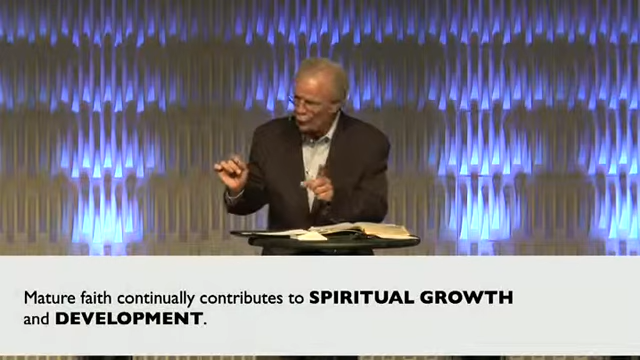 Mature faith continually contributes to SPIRITUAL GROWTH
and DEVELOPMENT.